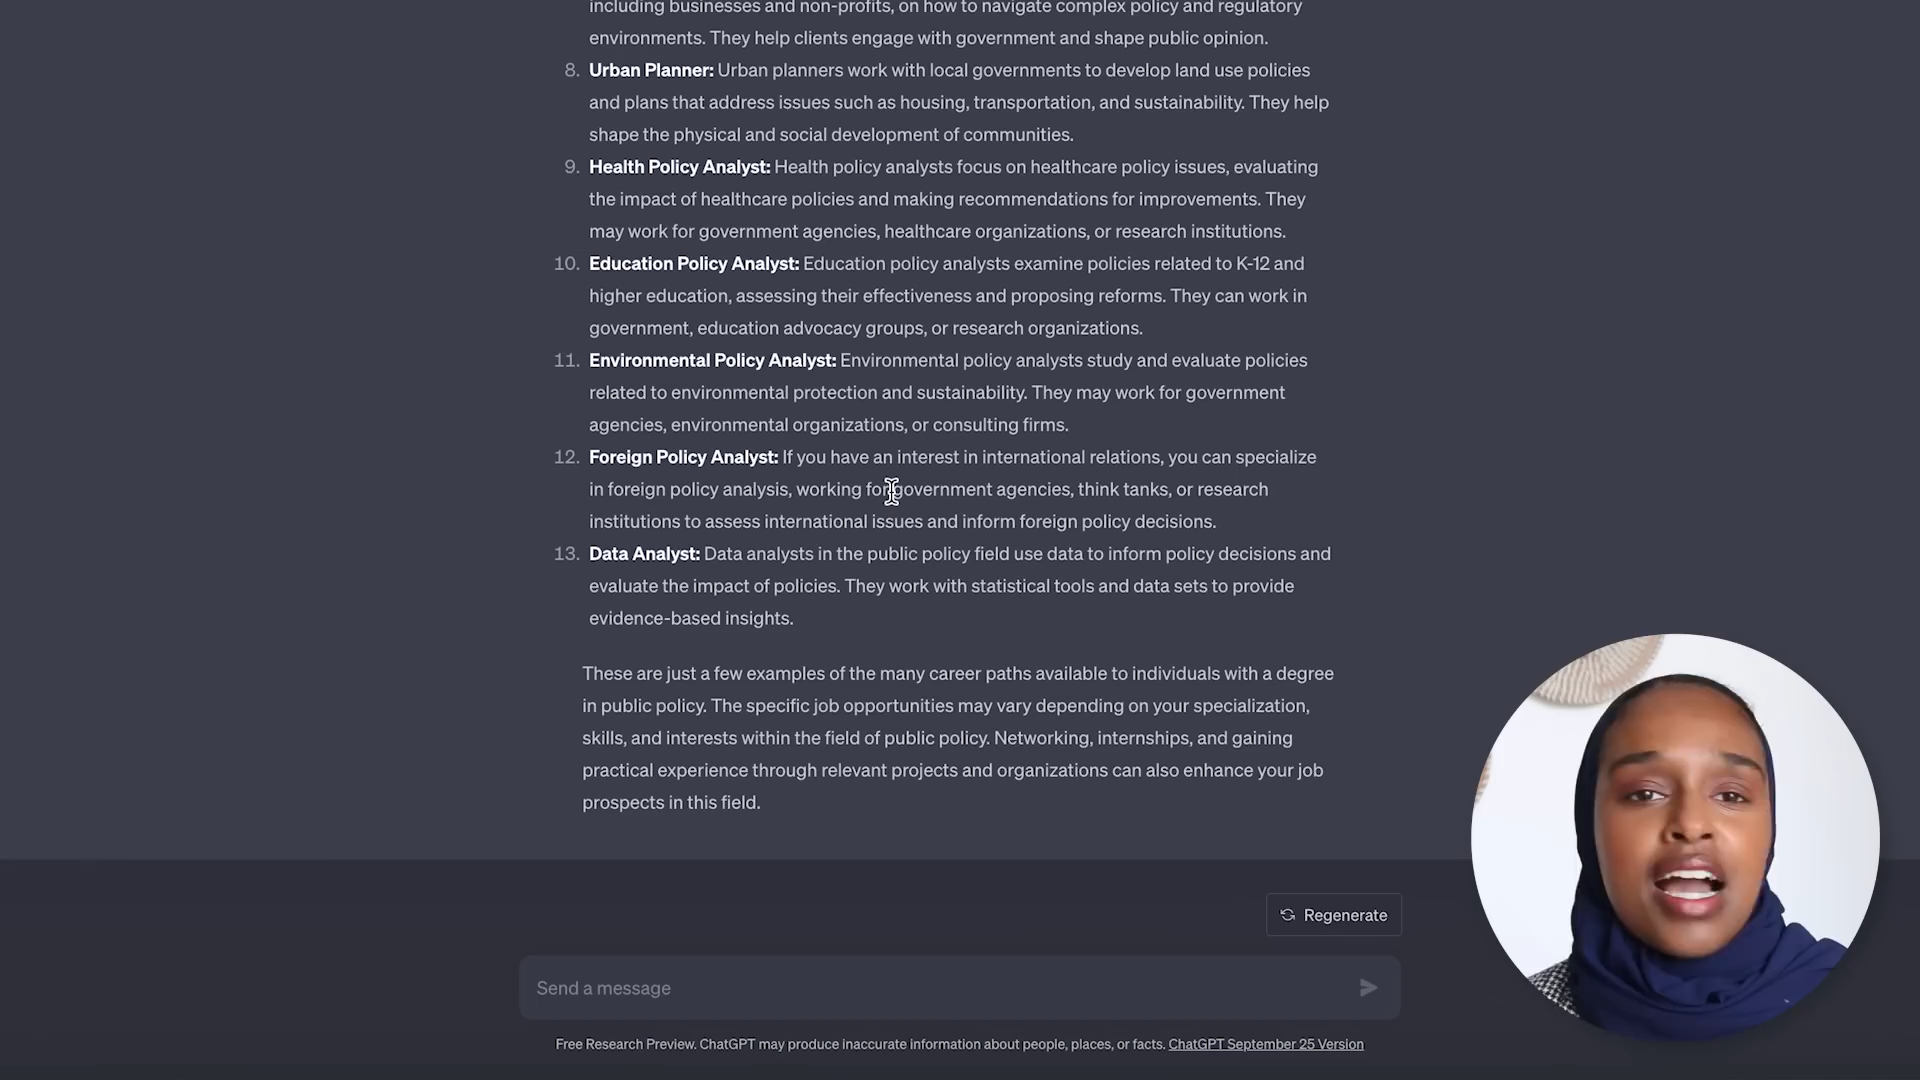 including businesses and non-profits, on how to navigate complex policy and regulatory
environments. They help clients engage with government and shape public opinion.
8. Urban Planner: Urban planners work with local governments to develop land use policies
and plans that address issues such as housing, transportation, and sustainability. They help
shape the physical and social development of communities.
9. Health Policy Analyst: Health policy analysts focus on healthcare policy issues, evaluating
the impact of healthcare policies and making recommendations for improvements. They
may work for government agencies, healthcare organizations, or research institutions.
10. Education Policy Analyst: Education policy analysts examine policies related to K-12 and
higher education, assessing their effectiveness and proposing reforms. They can work in
government, education advocacy groups, or research organizations.
11. Environmental Policy Analyst: Environmental policy analysts study and evaluate policies
related to environmental protection and sustainability. They may work for government
agencies, environmental organizations, or consulting firms.
12. Foreign Policy Analyst: If you have an interest in international relations, you can specialize
in foreign policy analysis, working for government agencies, think tanks, or research
institutions to assess international issues and inform foreign policy decisions.
13. Data Analyst: Data analysts in the public policy field use data to inform policy decisions and
evaluate the impact of policies. They work with statistical tools and data sets to provide
evidence-based insights.
These are just a few examples of the many career paths available to individuals with a degree
in public policy. The specific job opportunities may vary depending on your specialization,
skills, and interests within the field of public policy. Networking, internships, and gaining
practical experience through relevant projects and organizations can also enhance your job
prospects in this field.
Regenerate
Send a message
Free Research Preview. ChatGPT may produce inaccurate information about people, places, or facts. ChatGPT September 25 Version